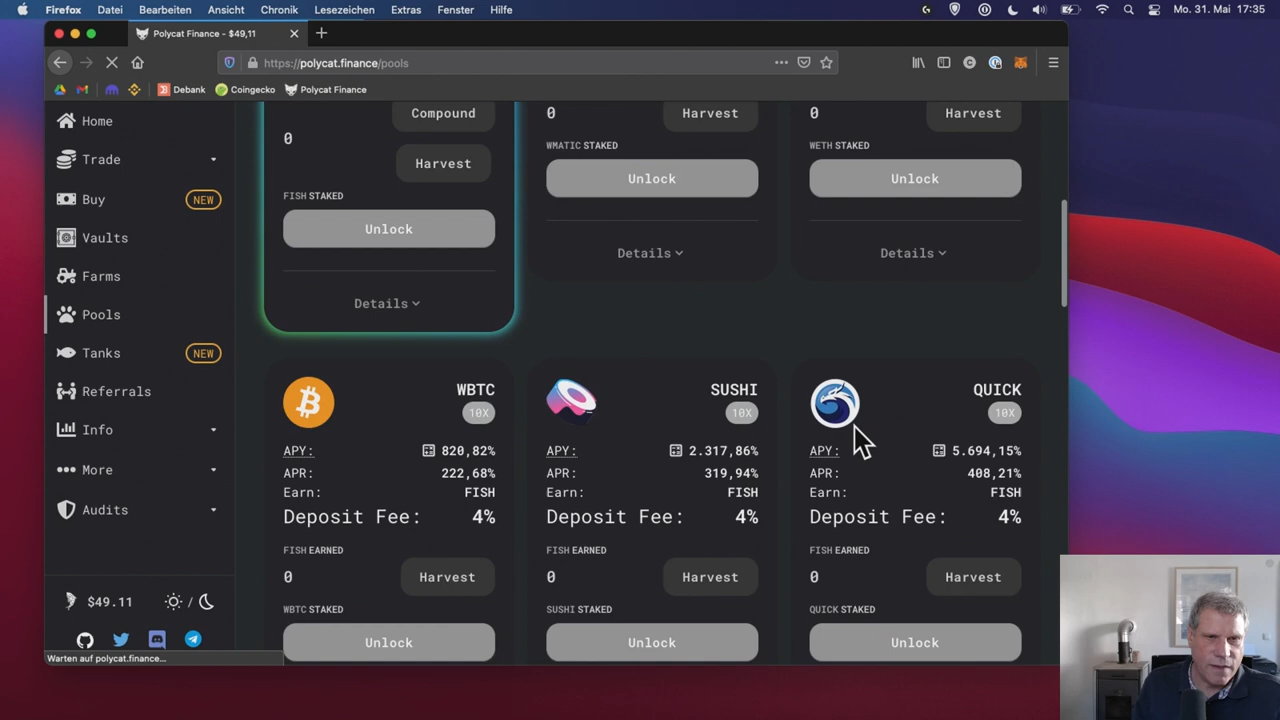 Firefox Datei Bearbeiten Ansicht Chronik Lesezeichen Extras Fenster Hilfe Mo. 31. Mai 17:35
Polycat Finance - $49,11
https://polycat.finance/pools
Debank Coingecko Polycat Finance
Home
Trade
Buy NEW
Vaults
Farms
Pools
Tanks NEW
Referrals
Info
More
Audits
$49.11 /
Warten auf polycat.finance…
Compound
0
Harvest
FISH STAKED
Unlock
Details
0 Harvest
WMATIC STAKED
Unlock
Details
0 Harvest
WETH STAKED
Unlock
Details
WBTC
10X
APY: 820,82%
APR: 222,68%
Earn: FISH
Deposit Fee: 4%
FISH EARNED
0 Harvest
WBTC STAKED
Unlock
SUSHI
10X
APY: 2.317,86%
APR: 319,94%
Earn: FISH
Deposit Fee: 4%
FISH EARNED
0 Harvest
SUSHI STAKED
Unlock
QUICK
10X
APY: 5.694,15%
APR: 408,21%
Earn: FISH
Deposit Fee: 4%
FISH EARNED
0 Harvest
QUICK STAKED
Unlock